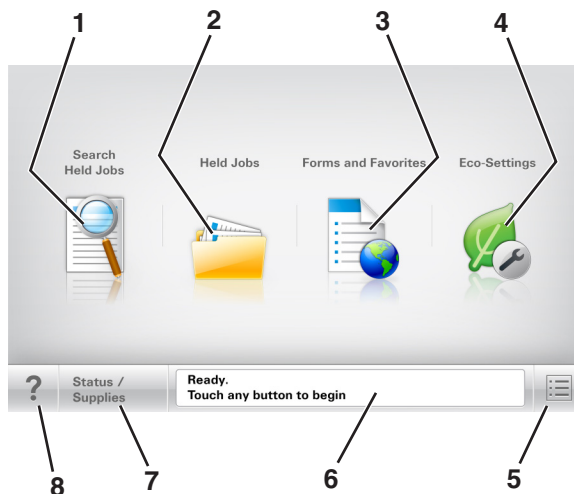 1
2
3
4
Search
Held Jobs
Held Jobs
Forms and Favorites
Eco-Settings
?
Status /
Supplies
Ready.
Touch any button to begin
8
7
6
5